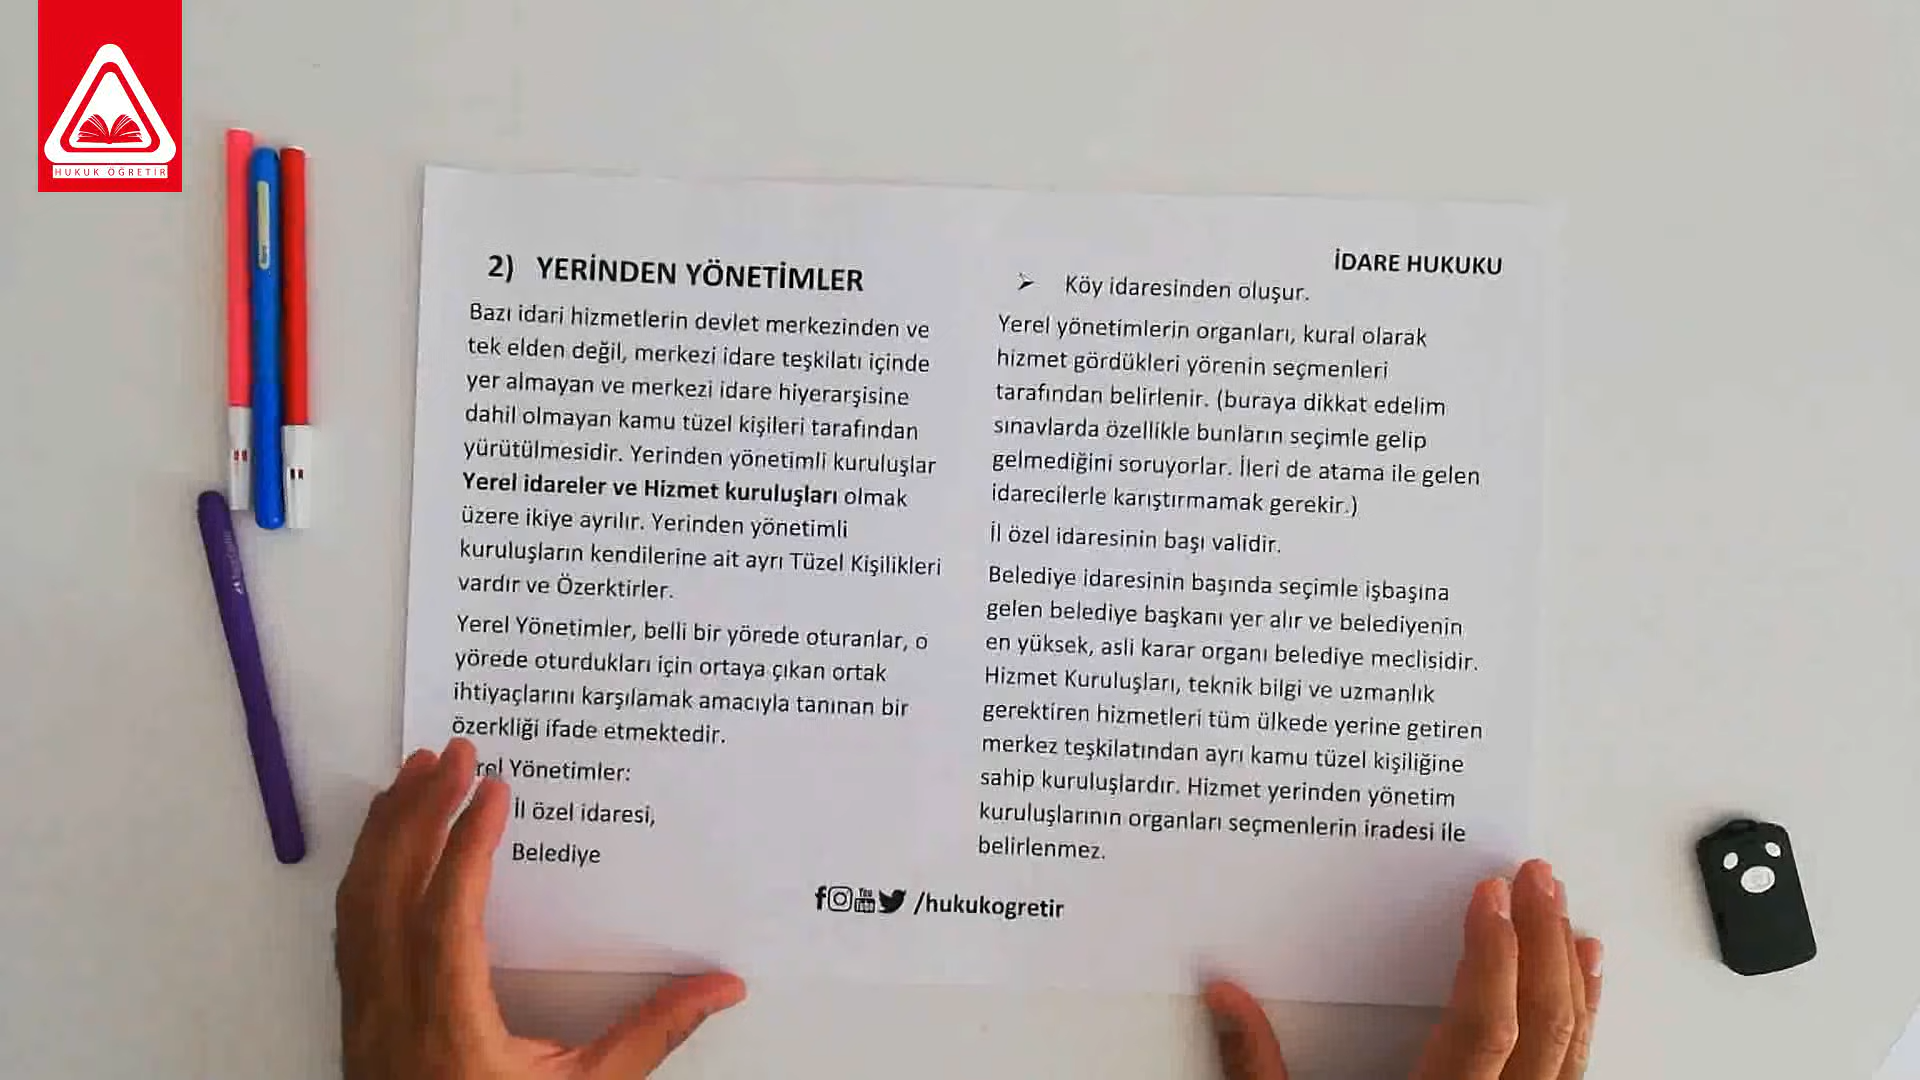 HUKUK ÖĞRETİR
2) YERİNDEN YÖNETİMLER
Bazı idari hizmetlerin devlet merkezinden ve
tek elden değil, merkezi idare teşkilatı içinde
yer almayan ve merkezi idare hiyerarşisine
dahil olmayan kamu tüzel kişileri tarafından
yürütülmesidir. Yerinden yönetimli kuruluşlar
Yerel idareler ve Hizmet kuruluşları olmak
üzere ikiye ayrılır. Yerinden yönetimli
kuruluşların kendilerine ait ayrı Tüzel Kişilikleri
vardır ve Özerktirler.
Yerel Yönetimler, belli bir yörede oturanlar, o
yörede oturdukları için ortaya çıkan ortak
ihtiyaçlarını karşılamak amacıyla tanınan bir
özerkliği ifade etmektedir.
rel Yönetimler:
İl özel idaresi,
Belediye
İDARE HUKUKU
➢ Köy idaresinden oluşur.
Yerel yönetimlerin organları, kural olarak
hizmet gördükleri yörenin seçmenleri
tarafından belirlenir. (buraya dikkat edelim
sınavlarda özellikle bunların seçimle gelip
gelmediğini soruyorlar. İleri de atama ile gelen
idarecilerle karıştırmamak gerekir.)
İl özel idaresinin başı validir.
Belediye idaresinin başında seçimle işbaşına
gelen belediye başkanı yer alır ve belediyenin
en yüksek, asli karar organı belediye meclisidir.
Hizmet Kuruluşları, teknik bilgi ve uzmanlık
gerektiren hizmetleri tüm ülkede yerine getiren
merkez teşkilatından ayrı kamu tüzel kişiliğine
sahip kuruluşlardır. Hizmet yerinden yönetim
kuruluşlarının organları seçmenlerin iradesi ile
belirlenmez.
You Tube /hukukogretir